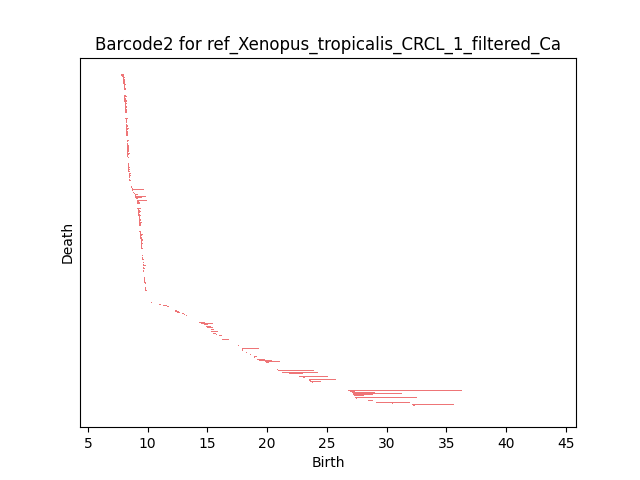 Barcode2 for ref_Xenopus_tropicalis_CRCL_1_filtered_Ca
Death
5 10 15 20 25 30 35 40 45
Birth